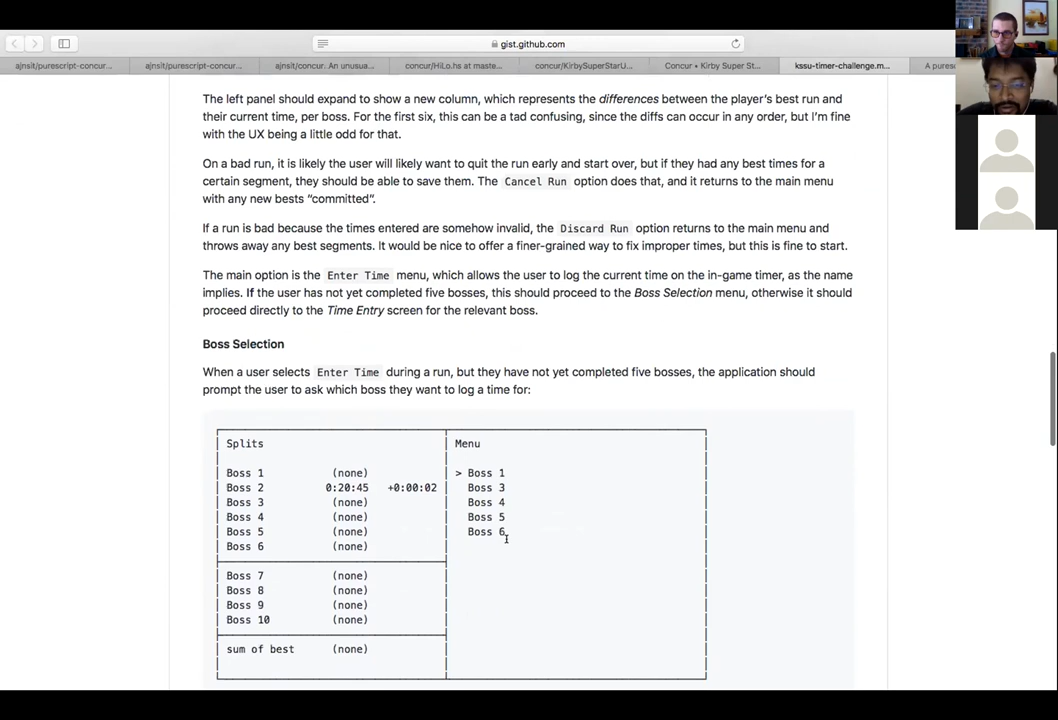 gist.github.com
ajnsit/purescript-concur...
ajnsit/purescript-concur...
ajnsit/concur. An unusua...
concur/HiLo.hs at maste...
concur/KirbySuperStarU...
Concur • Kirby Super St...
kssu-timer-challenge.m...
A puresc
The left panel should expand to show a new column, which represents the differences between the player's best run and
their current time, per boss. For the first six, this can be a tad confusing, since the diffs can occur in any order, but I'm fine
with the UX being a little odd for that.
On a bad run, it is likely the user will likely want to quit the run early and start over, but if they had any best times for a
certain segment, they should be able to save them. The Cancel Run option does that, and it returns to the main menu
with any new bests “committed”.
If a run is bad because the times entered are somehow invalid, the Discard Run option returns to the main menu and
throws away any best segments. It would be nice to offer a finer-grained way to fix improper times, but this is fine to start.
The main option is the Enter Time menu, which allows the user to log the current time on the in-game timer, as the name
implies. If the user has not yet completed five bosses, this should proceed to the Boss Selection menu, otherwise it should
proceed directly to the Time Entry screen for the relevant boss.
Boss Selection
When a user selects Enter Time during a run, but they have not yet completed five bosses, the application should
prompt the user to ask which boss they want to log a time for:
Splits Menu
Boss 1 (none) > Boss 1
Boss 2 0:20:45 +0:00:02 Boss 3
Boss 3 (none) Boss 4
Boss 4 (none) Boss 5
Boss 5 (none) Boss 6
Boss 6 (none)
Boss 7 (none)
Boss 8 (none)
Boss 9 (none)
Boss 10 (none)
sum of best (none)